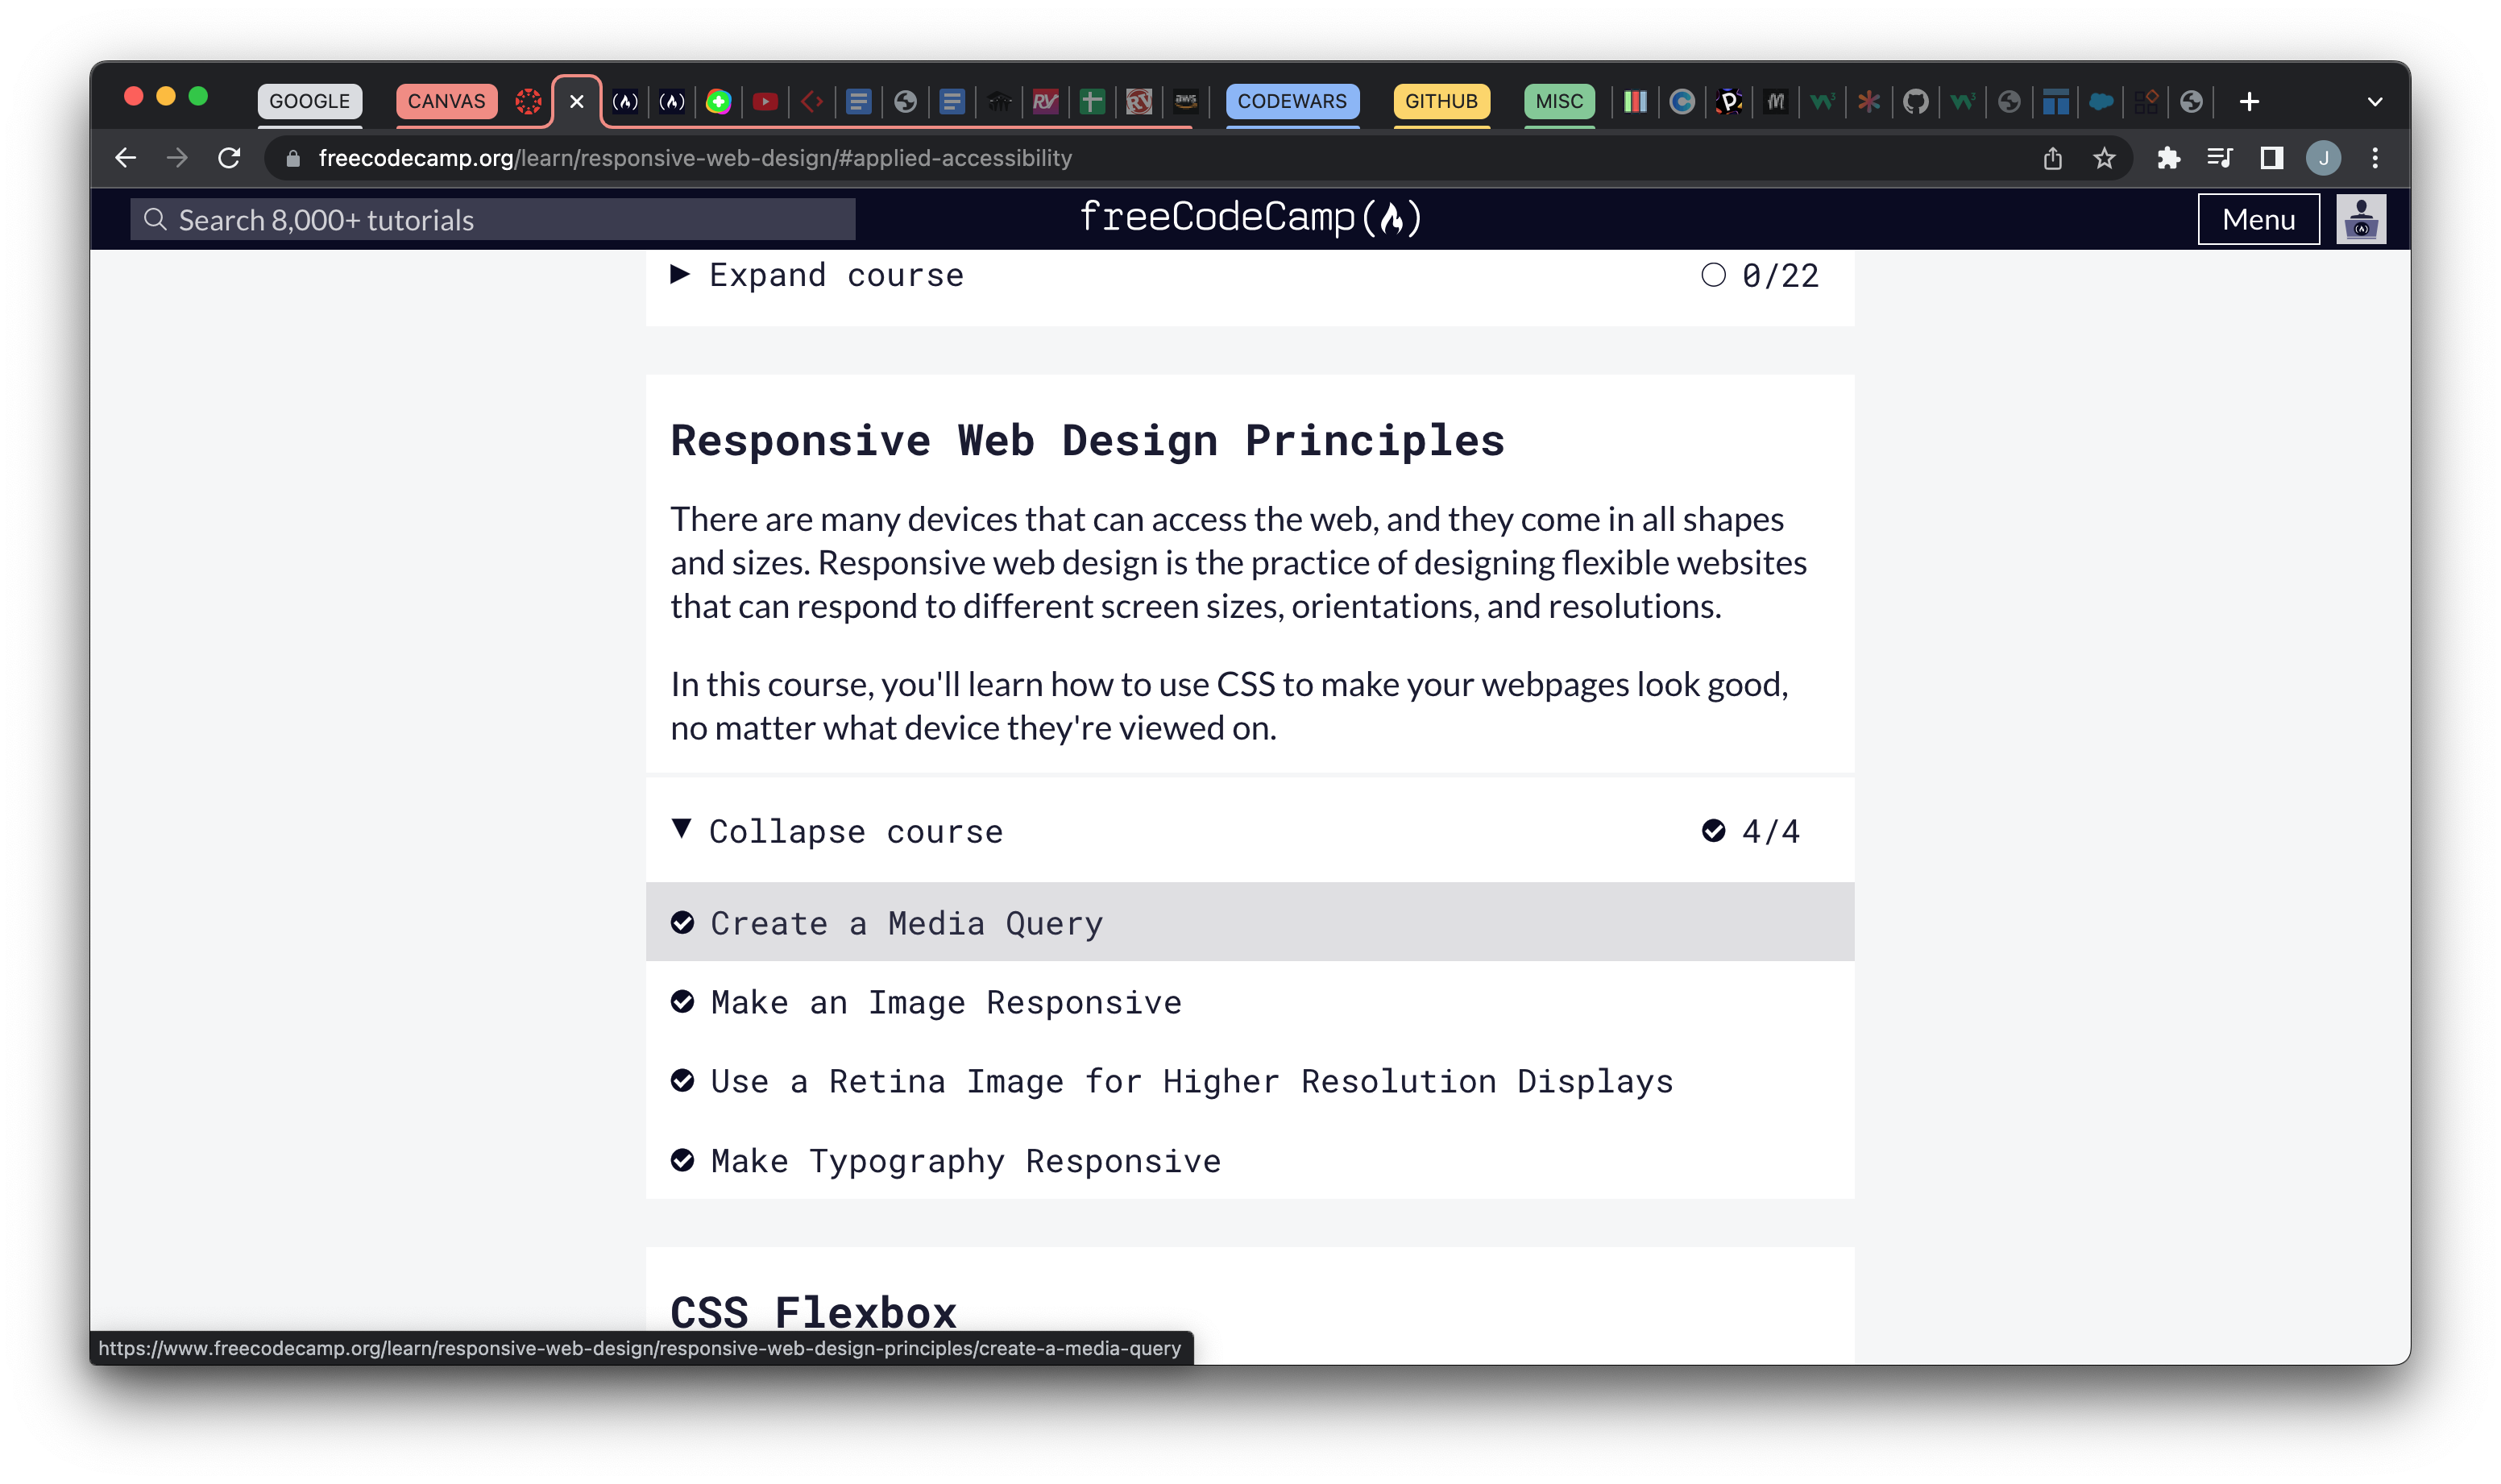 GOOGLE CANVAS CODEWARS GITHUB MISC
freecodecamp.org/learn/responsive-web-design/#applied-accessibility J
Search 8,000+ tutorials freeCodeCamp Menu
Expand course 0/22
Responsive Web Design Principles
There are many devices that can access the web, and they come in all shapes
and sizes. Responsive web design is the practice of designing flexible websites
that can respond to different screen sizes, orientations, and resolutions.
In this course, you'll learn how to use CSS to make your webpages look good,
no matter what device they're viewed on.
Collapse course 4/4
Create a Media Query
Make an Image Responsive
Use a Retina Image for Higher Resolution Displays
Make Typography Responsive
CSS Flexbox
https://www.freecodecamp.org/learn/responsive-web-design/responsive-web-design-principles/create-a-media-query